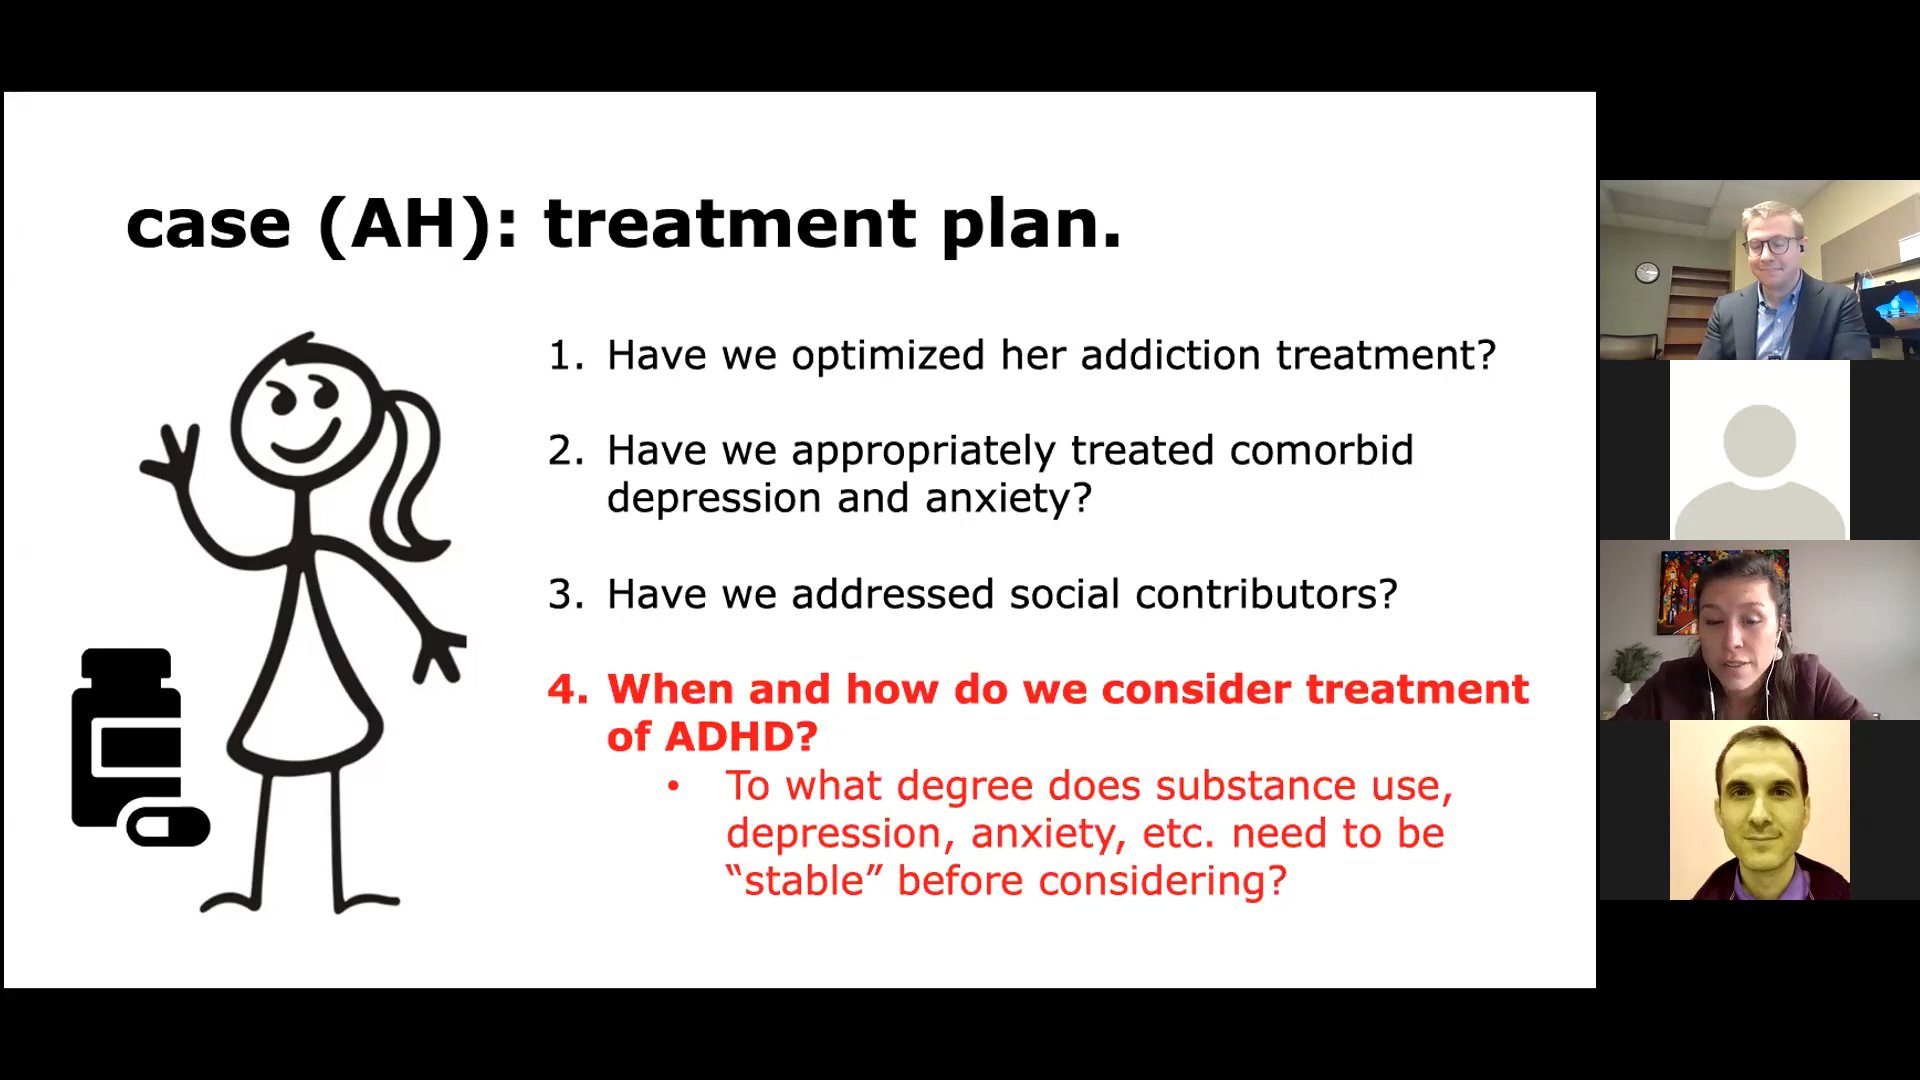 case (AH): treatment plan.
1. Have we optimized her addiction treatment?
2. Have we appropriately treated comorbid
depression and anxiety?
3. Have we addressed social contributors?
4. When and how do we consider treatment
of ADHD?
• To what degree does substance use,
depression, anxiety, etc. need to be
“stable” before considering?